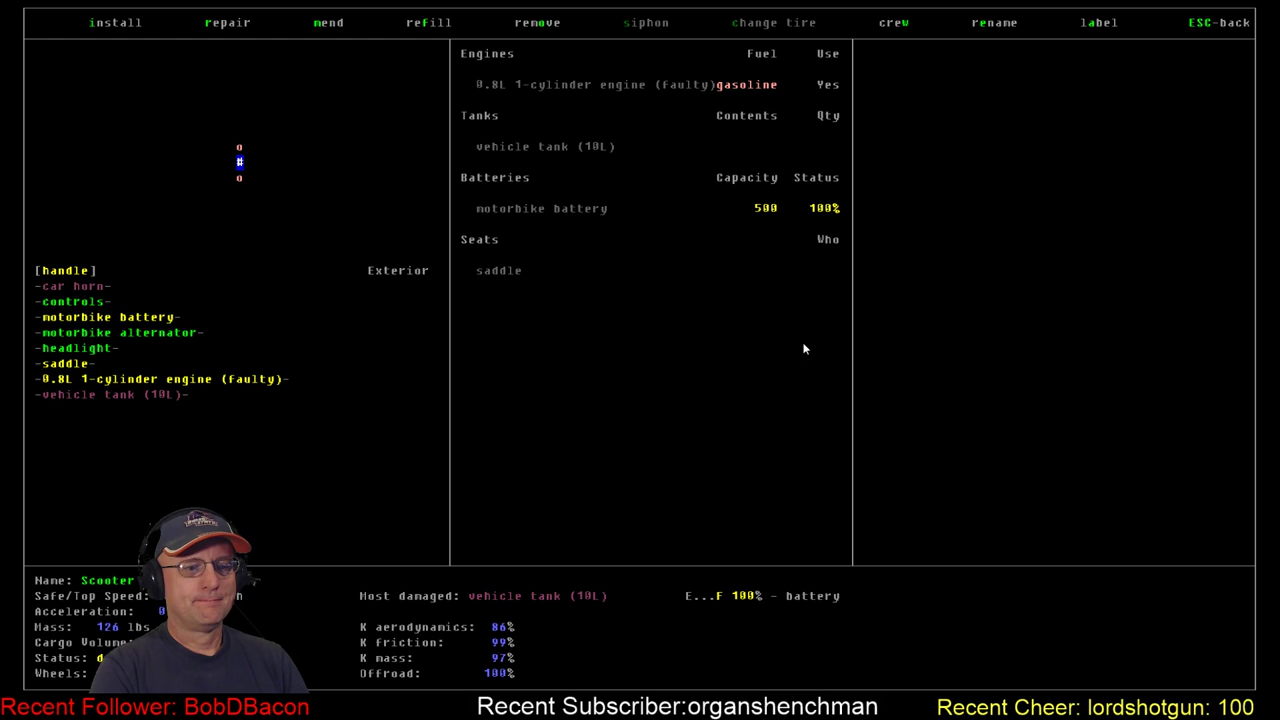 install repair mend refill remove siphon change tire crew rename label ESC-back
Engines Fuel Use
0.8L 1-cylinder engine (faulty)gasoline Yes
Tanks Contents Qty
o
vehicle tank (10L)
#
o
Batteries Capacity Status
motorbike battery 500 100%
Seats Who
[handle] Exterior
saddle
-car horn-
-controls-
-motorbike battery-
-motorbike alternator-
-headlight-
-saddle-
-0.8L 1-cylinder engine (faulty)-
-vehicle tank (10L)-
Name: Scooter
Safe/Top Speed: Most damaged: vehicle tank (10L) E...F 100% - battery
Acceleration:
Mass: 126 lbs K aerodynamics: 86%
Cargo Volume: K friction: 99%
Status: K mass: 97%
Wheels: Offroad: 100%
Recent Follower: BobDBacon Recent Subscriber:organshenchman Recent Cheer: lordshotgun: 100